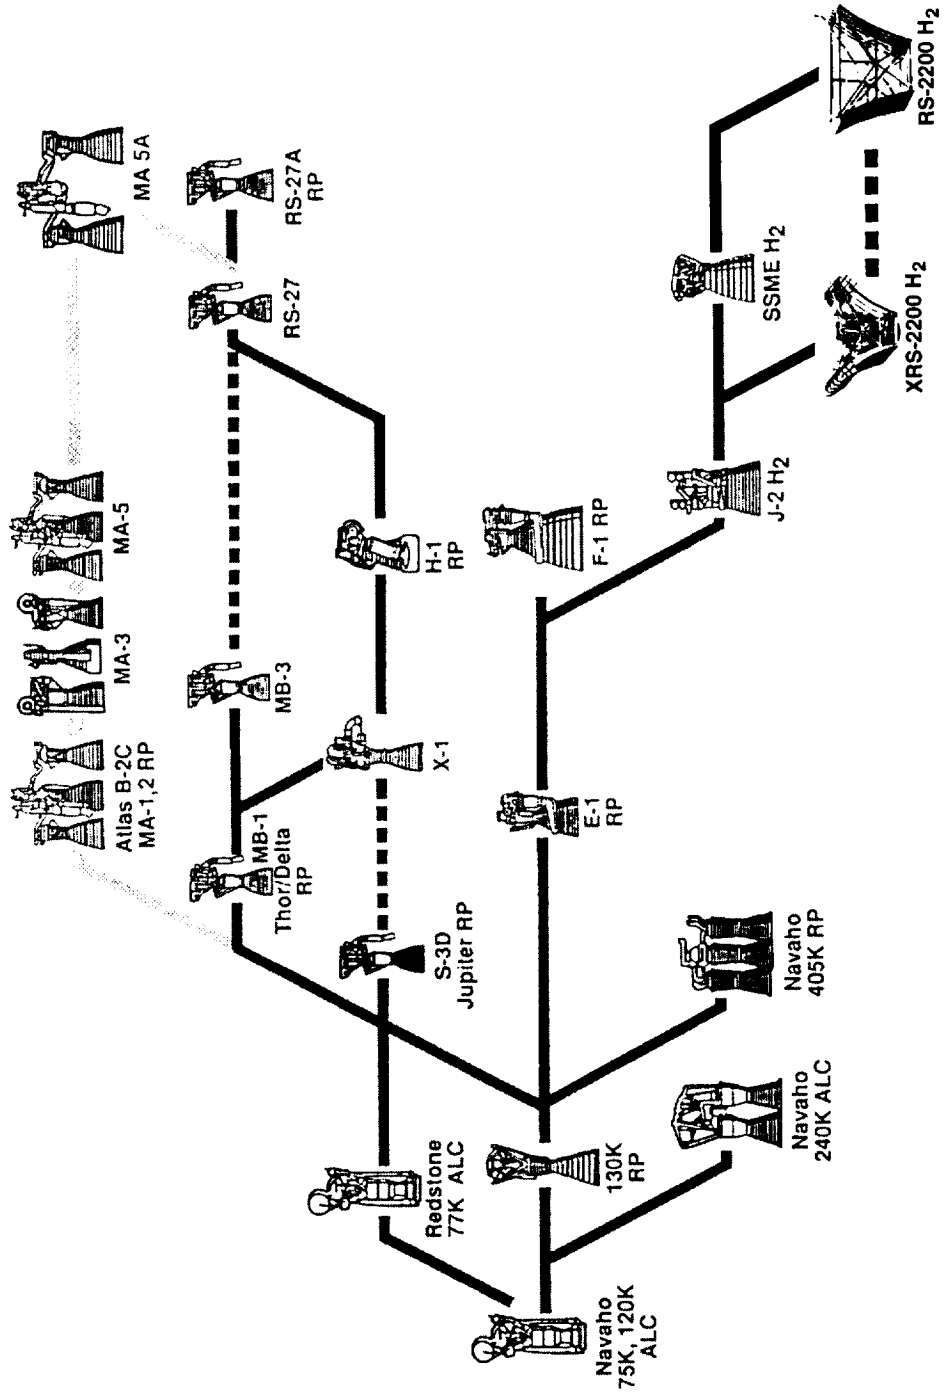 MA 5A
RS-27A
RP
MA-5
RS-27
MA-3
Atlas B-2C
MA-1,2 RP
MB-3
MB-1
Thor/Delta
RP
SSME H2
RS-2200 H2
XRS-2200 H2
H-1
RP
X-1
S-3D
Jupiter RP
F-1 RP
J-2 H2
E-1
RP
Redstone
77K ALC
130K
RP
Navaho
405K RP
Navaho
240K ALC
Navaho
75K, 120K
ALC